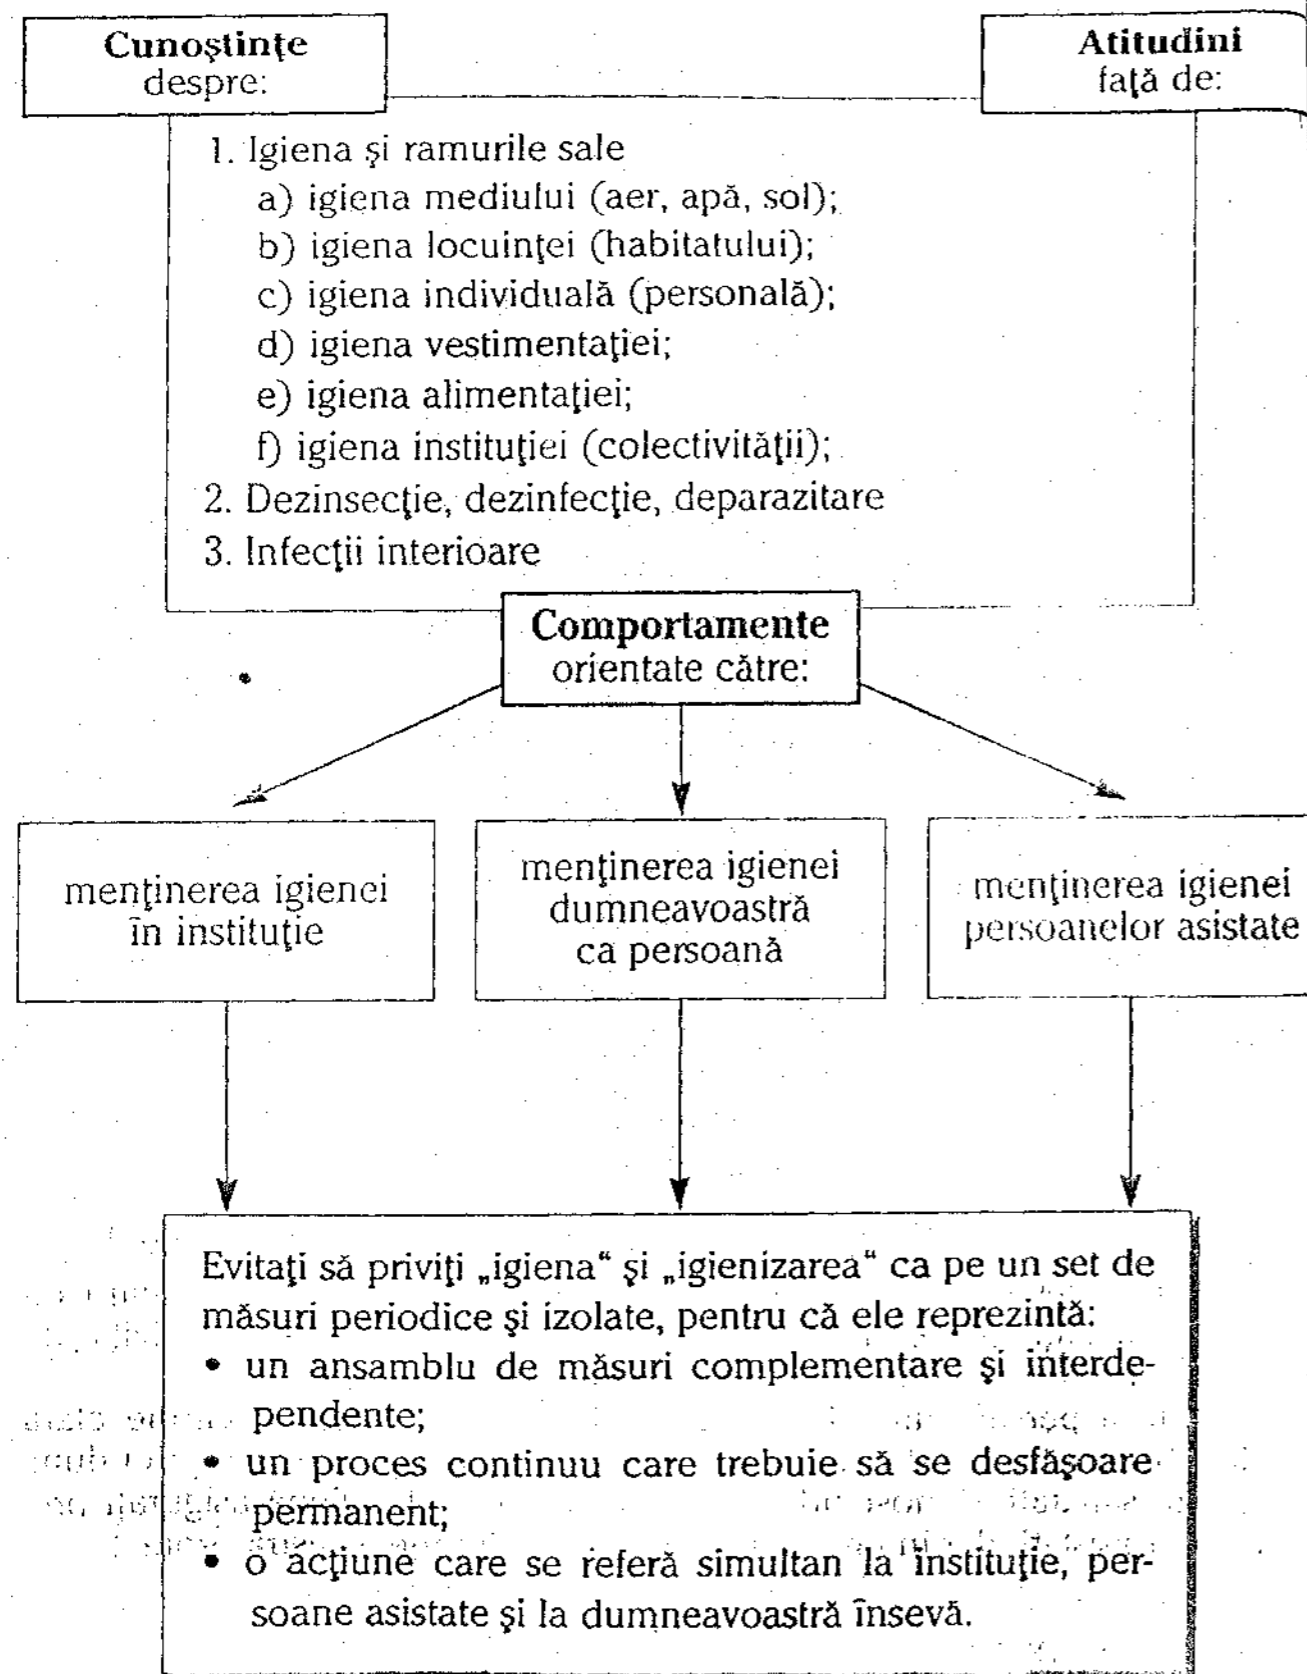 Cunoştinţe
despre:
Atitudini
faţă de:
1. Igiena şi ramurile sale
a) igiena mediului (aer, apă, sol);
b) igiena locuinţei (habitatului);
c) igiena individuală (personală);
d) igiena vestimentaţiei;
e) igiena alimentaţiei;
f) igiena instituţiei (colectivităţii);
2. Dezinsecţie, dezinfecţie, deparazitare
3. Infecţii interioare
Comportamente
orientate către:
menţinerea igienei
în instituţie
menţinerea igienei
dumneavoastră
ca persoană
menţinerea igienei
persoanelor asistate
Evitaţi să priviţi „igiena“ şi „igienizarea“ ca pe un set de
măsuri periodice şi izolate, pentru că ele reprezintă:
• un ansamblu de măsuri complementare şi interde-
pendente;
• un proces continuu care trebuie să se desfăşoare
permanent;
• o acţiune care se referă simultan la instituţie, per-
soane asistate şi la dumneavoastră însevă.